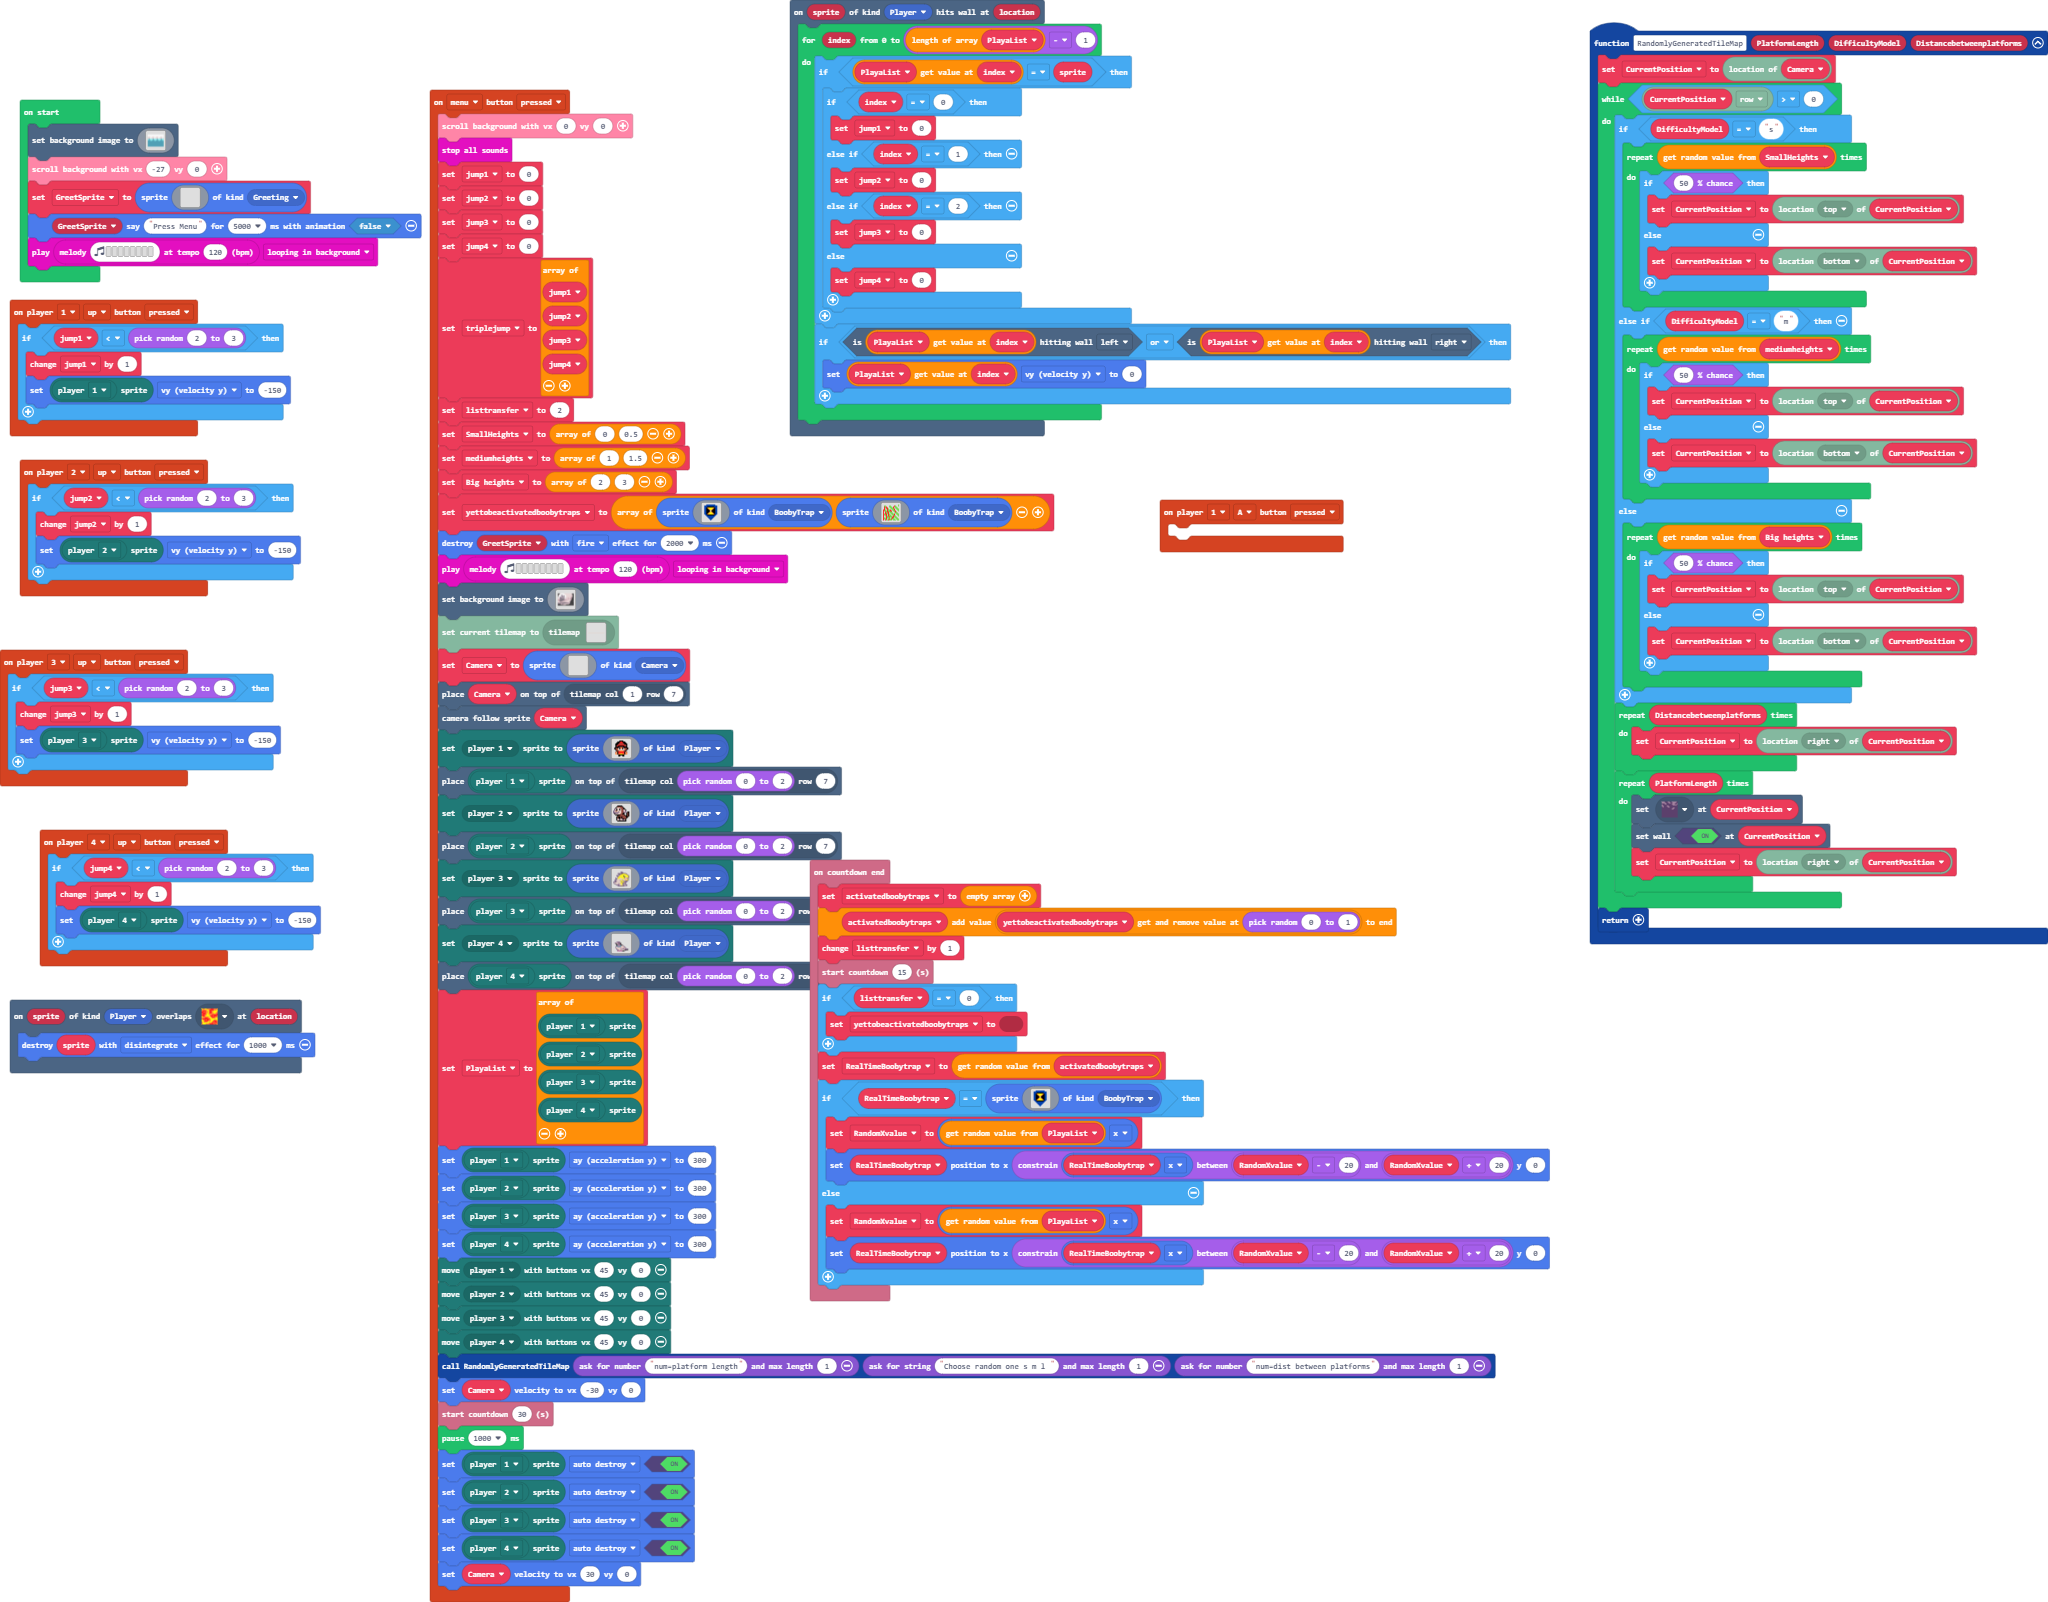 on start
set background image to
scroll background with vx -27 vy 0
set GreetSprite to sprite of kind Greeting
GreetSprite say "Press Menu" for 5000 ms with animation false
play melody at tempo 120 (bpm) looping in background
on player 1 up button pressed
if jump1 < pick random 2 to 3 then
change jump1 by 1
set player 1 sprite vy (velocity y) to -150
on player 2 up button pressed
if jump2 < pick random 2 to 3 then
change jump2 by 1
set player 2 sprite vy (velocity y) to -150
on player 3 up button pressed
if jump3 < pick random 2 to 3 then
change jump3 by 1
set player 3 sprite vy (velocity y) to -150
on player 4 up button pressed
if jump4 < pick random 2 to 3 then
change jump4 by 1
set player 4 sprite vy (velocity y) to -150
on sprite of kind Player overlaps at location
destroy sprite with disintegrate effect for 1000 ms
on menu button pressed
scroll background with vx 0 vy 0
stop all sounds
set jump1 to 0
set jump2 to 0
set jump3 to 0
set jump4 to 0
set triplejump to array of
jump1
jump2
jump3
jump4
set listtransfer to 2
set SmallHeights to array of 0 0.5
set mediumheights to array of 1 1.5
set Big heights to array of 2 3
set yettobeactivatedboobytraps to array of sprite of kind BoobyTrap sprite of kind BoobyTrap
destroy GreetSprite with fire effect for 2000 ms
play melody at tempo 120 (bpm) looping in background
set background image to
set current tilemap to tilemap
set Camera to sprite of kind Camera
place Camera on top of tilemap col 1 row 7
camera follow sprite Camera
set player 1 sprite to sprite of kind Player
place player 1 sprite on top of tilemap col pick random 0 to 2 row 7
set player 2 sprite to sprite of kind Player
place player 2 sprite on top of tilemap col pick random 0 to 2 row 7
set player 3 sprite to sprite of kind Player
place player 3 sprite on top of tilemap col pick random 0 to 2
set player 4 sprite to sprite of kind Player
place player 4 sprite on top of tilemap col pick random 0 to 2
set PlayaList to array of
player 1 sprite
player 2 sprite
player 3 sprite
player 4 sprite
set player 1 sprite ay (acceleration y) to 300
set player 2 sprite ay (acceleration y) to 300
set player 3 sprite ay (acceleration y) to 300
set player 4 sprite ay (acceleration y) to 300
move player 1 with buttons vx 45 vy 0
move player 2 with buttons vx 45 vy 0
move player 3 with buttons vx 45 vy 0
move player 4 with buttons vx 45 vy 0
call RandomlyGeneratedTileMap ask for number "num=platform length" and max length 1 ask for string "Choose random one s m l " and max length 1 ask for number "num=dist between platforms" and max length 1
set Camera velocity to vx -30 vy 0
start countdown 30 (s)
pause 1000 ms
set player 1 sprite auto destroy ON
set player 2 sprite auto destroy ON
set player 3 sprite auto destroy ON
set player 4 sprite auto destroy ON
set Camera velocity to vx 30 vy 0
on sprite of kind Player hits wall at location
for index from 0 to length of array PlayaList - 1
do
if PlayaList get value at index = sprite then
if index = 0 then
set jump1 to 0
else if index = 1 then
set jump2 to 0
else if index = 2 then
set jump3 to 0
else
set jump4 to 0
if is PlayaList get value at index hitting wall left or is PlayaList get value at index hitting wall right then
set PlayaList get value at index vy (velocity y) to 0
on player 1 A button pressed
on countdown end
set activatedboobytraps to empty array
activatedboobytraps add value yettobeactivatedboobytraps get and remove value at pick random 0 to 1 to end
change listtransfer by 1
start countdown 15 (s)
if listtransfer = 0 then
set yettobeactivatedboobytraps to
set RealTimeBoobytrap to get random value from activatedboobytraps
if RealTimeBoobytrap = sprite of kind BoobyTrap then
set RandomXvalue to get random value from PlayaList x
set RealTimeBoobytrap position to x constrain RealTimeBoobytrap x between RandomXvalue - 20 and RandomXvalue + 20 y 0
else
set RandomXvalue to get random value from PlayaList x
set RealTimeBoobytrap position to x constrain RealTimeBoobytrap x between RandomXvalue - 20 and RandomXvalue + 20 y 0
function RandomlyGeneratedTileMap PlatformLength DifficultyModel Distancebetweenplatforms
set CurrentPosition to location of Camera
while CurrentPosition row > 0
do
if DifficultyModel = "s" then
repeat get random value from SmallHeights times
do
if 50 % chance then
set CurrentPosition to location top of CurrentPosition
else
set CurrentPosition to location bottom of CurrentPosition
else if DifficultyModel = "m" then
repeat get random value from mediumheights times
do
if 50 % chance then
set CurrentPosition to location top of CurrentPosition
else
set CurrentPosition to location bottom of CurrentPosition
else
repeat get random value from Big heights times
do
if 50 % chance then
set CurrentPosition to location top of CurrentPosition
else
set CurrentPosition to location bottom of CurrentPosition
repeat Distancebetweenplatforms times
do
set CurrentPosition to location right of CurrentPosition
repeat PlatformLength times
do
set at CurrentPosition
set wall ON at CurrentPosition
set CurrentPosition to location right of CurrentPosition
return